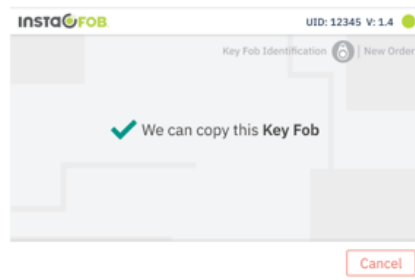 INSTAFOB UID: 12345 V: 1.4
Key Fob Identification | New Order
We can copy this Key Fob
Cancel